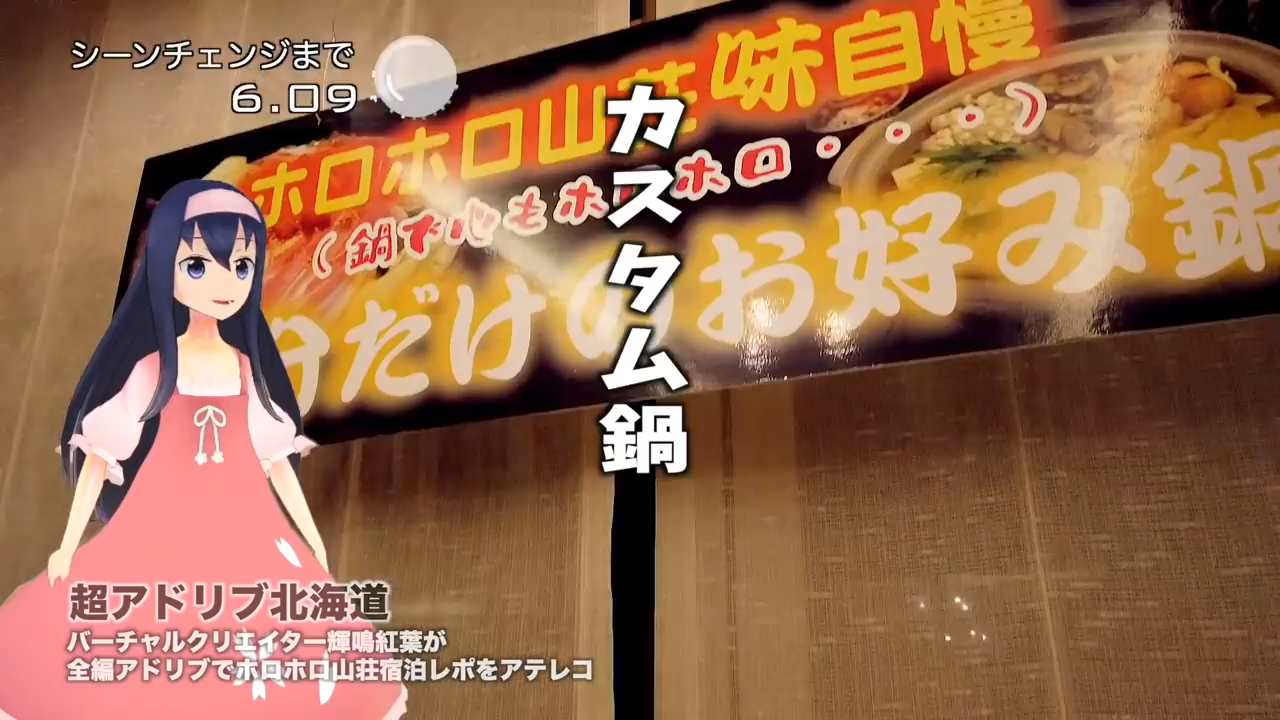 シーンチェンジまで
6.09
ホロホロ山荘味自慢
(鍋で心もホロホロ・・・・)
分だけのお好み鍋
カスタム鍋
超アドリブ北海道
バーチャルクリエイター輝鳴紅葉が
全編アドリブでホロホロ山荘宿泊レポをアテレコ